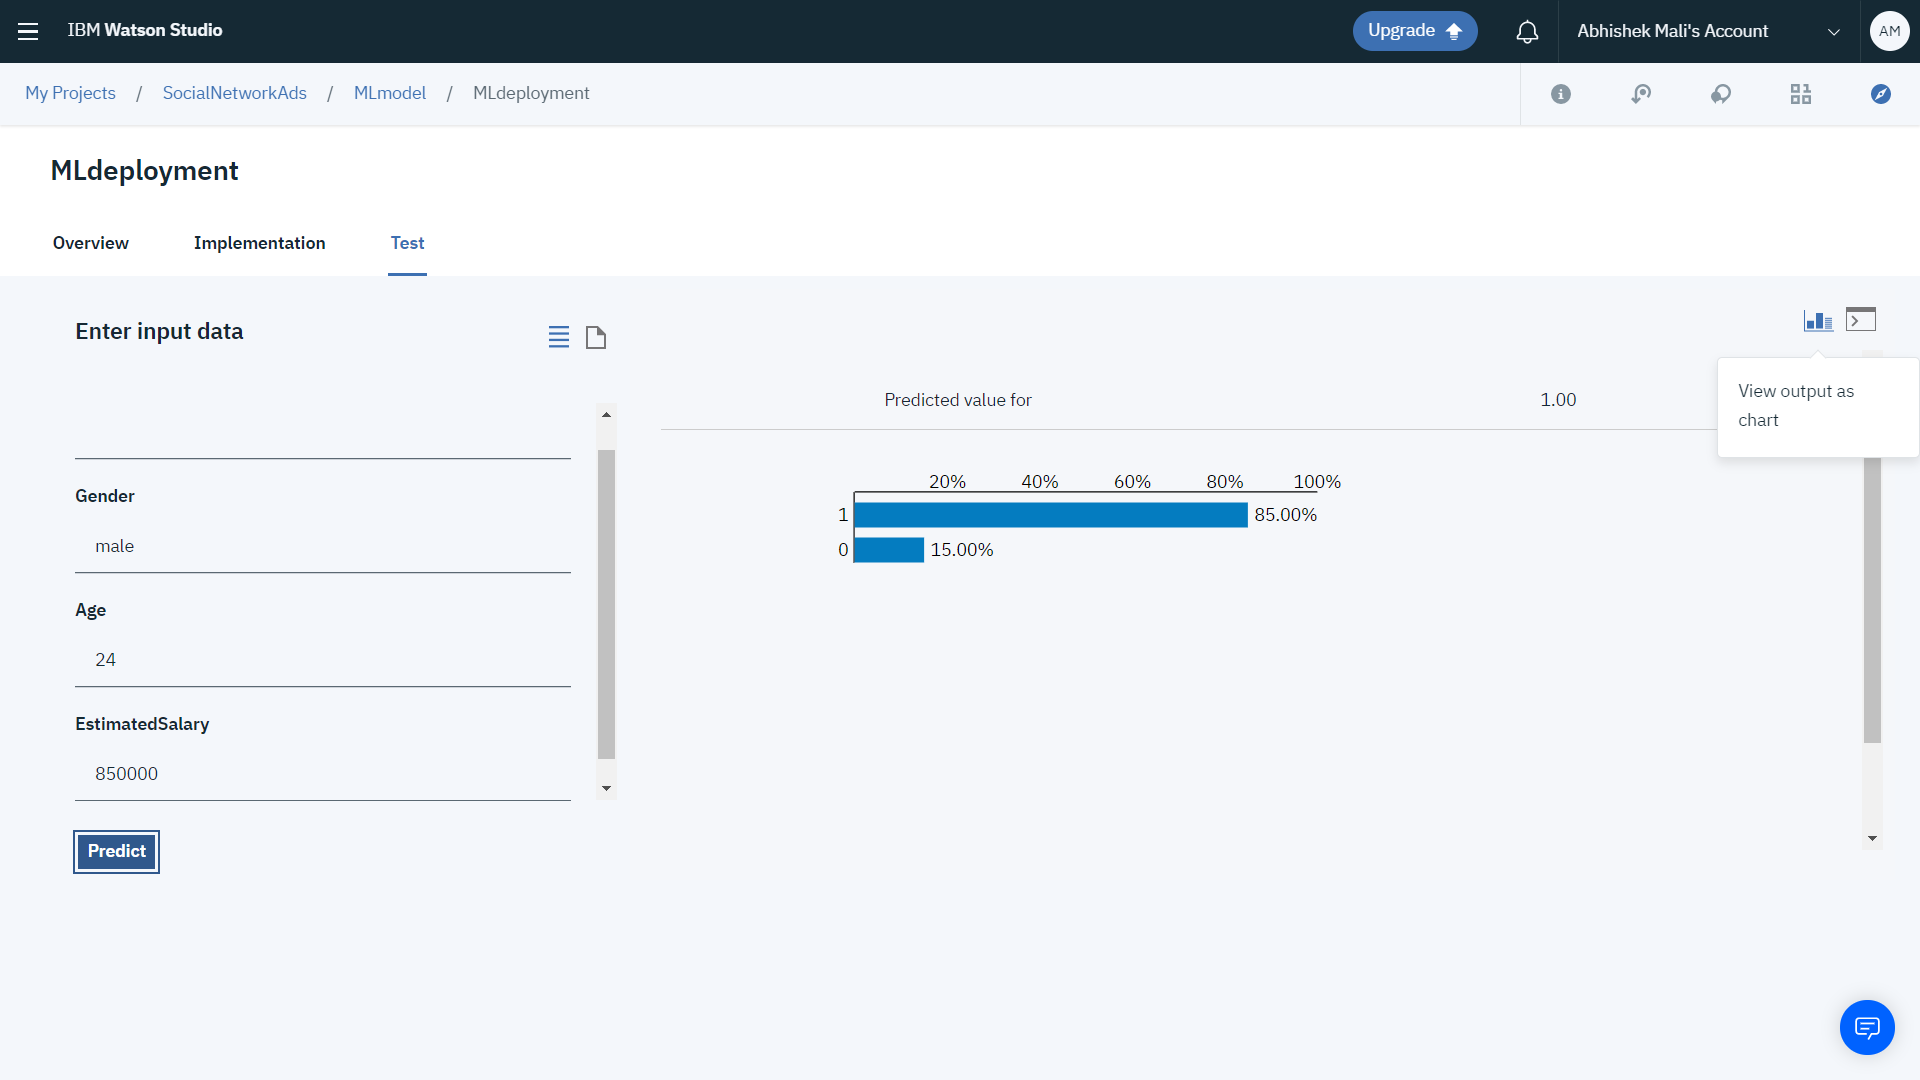 IBM Watson Studio
Upgrade
Abhishek Mali's Account
AM
My Projects / SocialNetworkAds / MLmodel / MLdeployment
MLdeployment
Overview
Implementation
Test
Enter input data
Gender
male
Age
24
EstimatedSalary
850000
Predict
View output as
chart
Predicted value for 1.00
20% 40% 60% 80% 100%
1 85.00%
0 15.00%